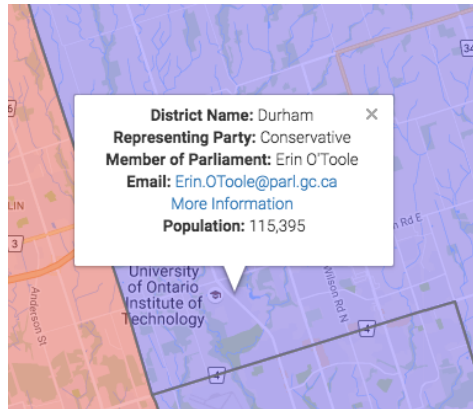 34
District Name: Durham
Representing Party: Conservative
Member of Parliament: Erin O'Toole
Email: Erin.OToole@parl.gc.ca
More Information
Population: 115,395
×
LIN
3
Anderson St
University
of Ontario
Institute of
Technology
n Rd E
Wilson Rd N
4
4